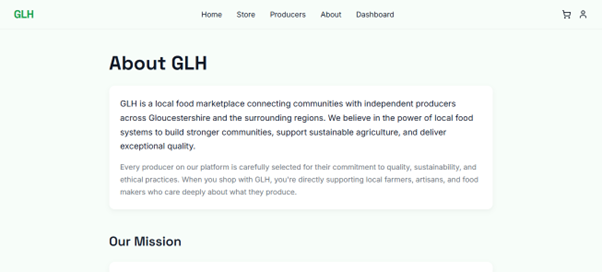 GLH
Home Store Producers About Dashboard
About GLH
GLH is a local food marketplace connecting communities with independent producers
across Gloucestershire and the surrounding regions. We believe in the power of local food
systems to build stronger communities, support sustainable agriculture, and deliver
exceptional quality.
Every producer on our platform is carefully selected for their commitment to quality, sustainability, and
ethical practices. When you shop with GLH, you're directly supporting local farmers, artisans, and food
makers who care deeply about what they produce.
Our Mission